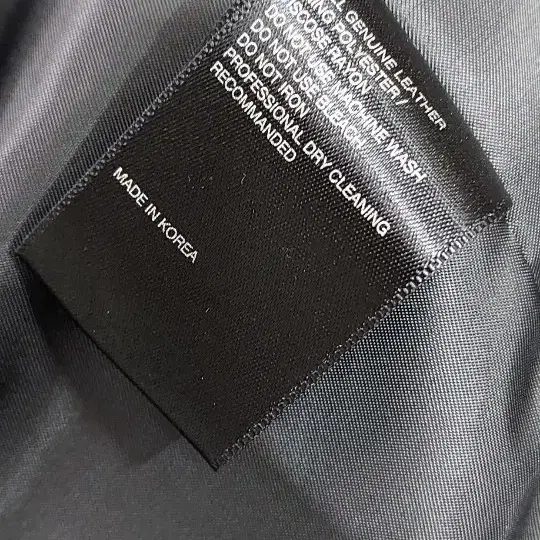 GENUINE LEATHER
POLYESTER /
RAYON
DO NOT USE MACHINE WASH
DO NOT USE BLEACH
DO NOT IRON
PROFESSIONAL DRY CLEANING
RECOMMANDED
MADE IN KOREA